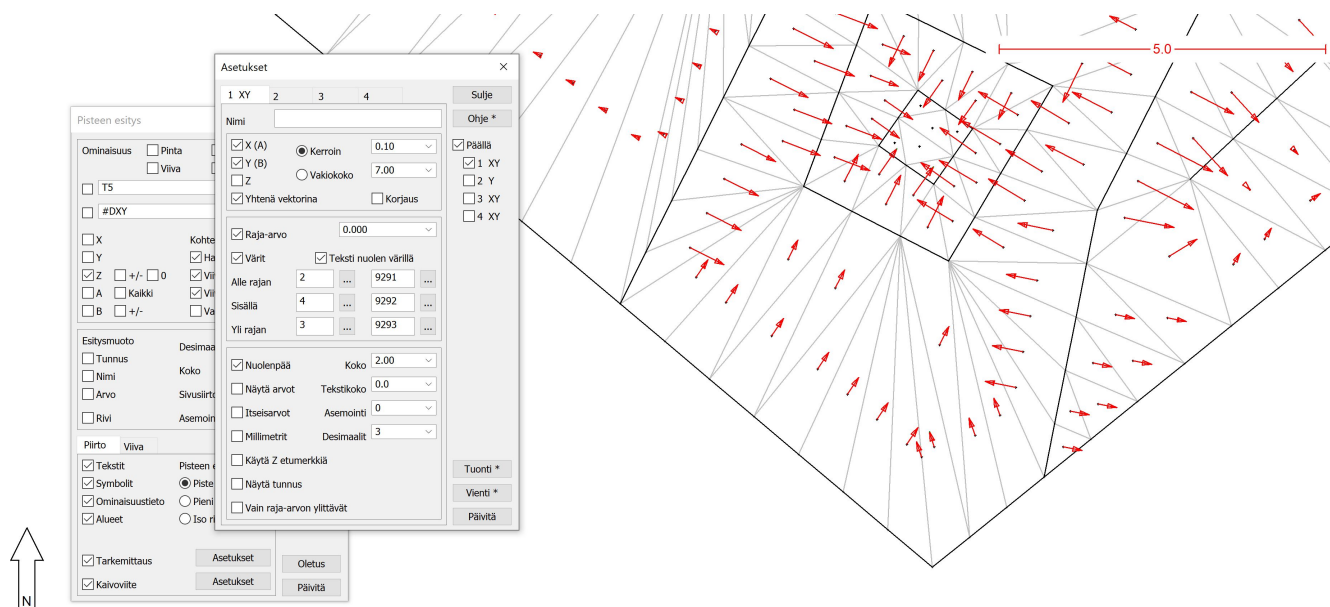 5.0
Asetukset
1 XY 2 3 4 Sulje
Nimi Ohje *
X (A) Kerroin 0.10 Päällä
Y (B) Vakiokoko 7.00 1 XY
Z 2 Y
Yhtenä vektorina Korjaus 3 XY
4 XY
Raja-arvo 0.000
Värit Teksti nuolen värillä
Alle rajan 2 ... 9291 ...
Sisällä 4 ... 9292 ...
Yli rajan 3 ... 9293 ...
Nuolenpää Koko 2.00
Näytä arvot Tekstikoko 0.0
Itseisarvot Asemointi 0
Millimetrit Desimaalit 3
Käytä Z etumerkkiä
Tuonti *
Näytä tunnus
Vienti *
Vain raja-arvon ylittävät
Päivitä
Pisteen esitys
Ominaisuus Pinta
Viiva
T5
#DXY
X Kohte
Y Ha
Z +/- 0 Vii
A Kaikki Vii
B +/- Va
Esitysmuoto
Tunnus Desimaa
Nimi Koko
Arvo Sivusiirto
Rivi Asemoin
Piirto Viiva
Tekstit Pisteen e
Symbolit Piste
Ominaisuustieto Pieni
Alueet Iso ri
Tarkemittaus Asetukset Oletus
Kaivoviite Asetukset Päivitä
N